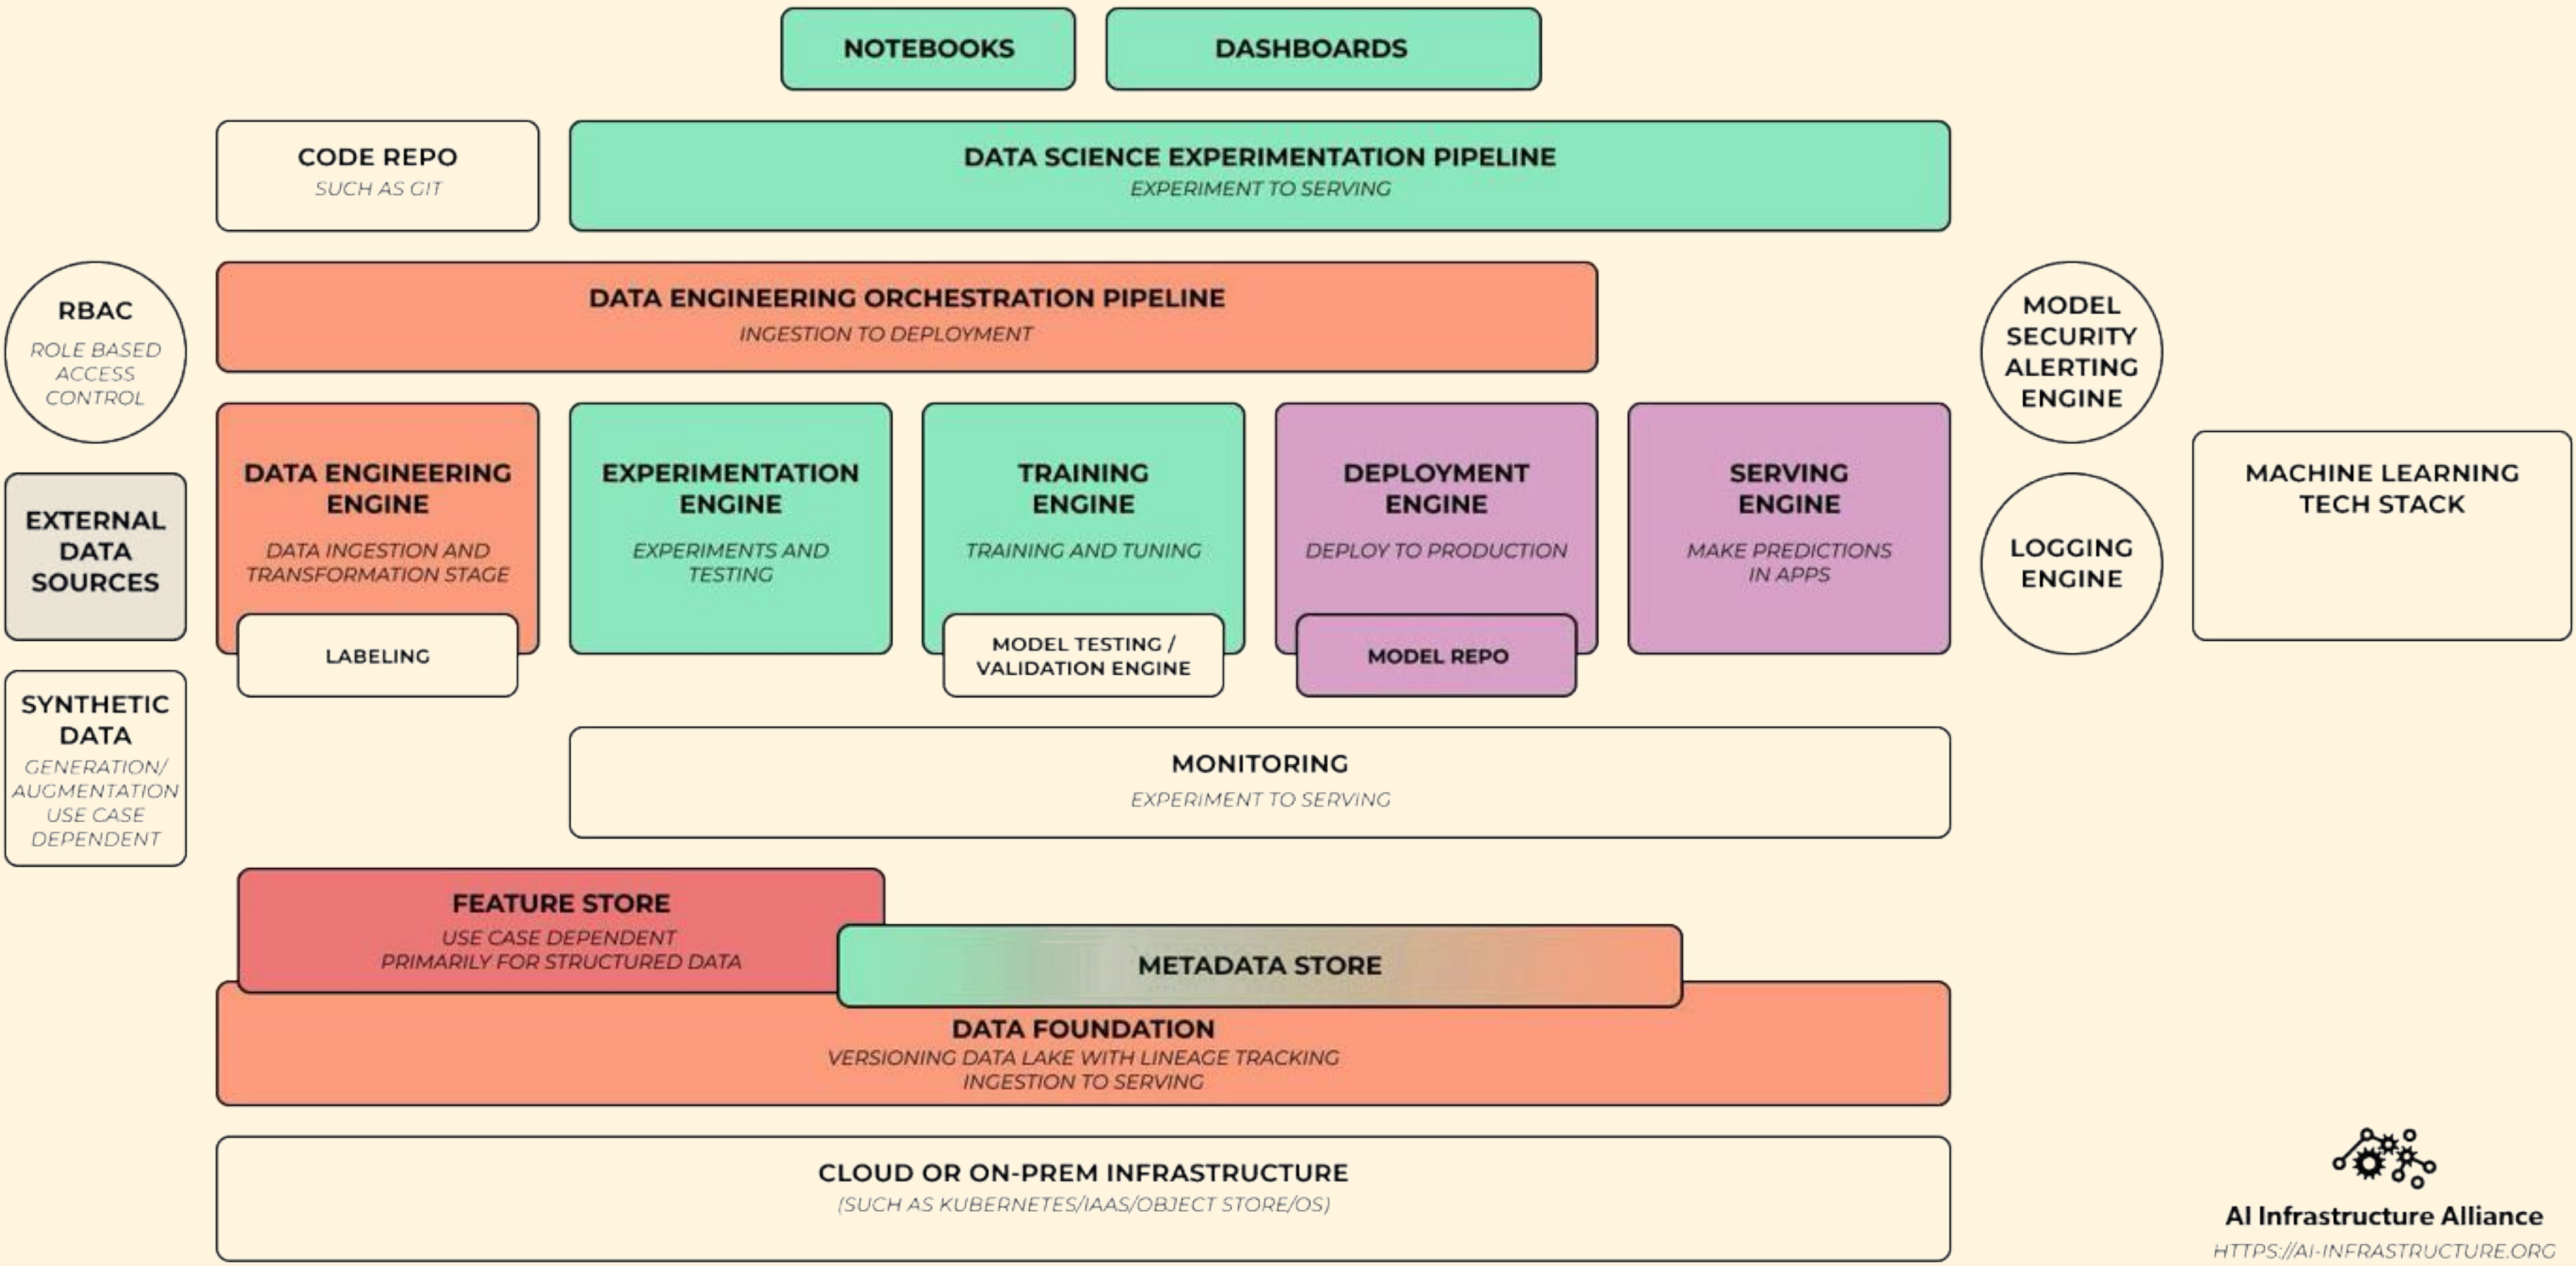 NOTEBOOKS
DASHBOARDS
CODE REPO
SUCH AS GIT
DATA SCIENCE EXPERIMENTATION PIPELINE
EXPERIMENT TO SERVING
RBAC
ROLE BASED
ACCESS
CONTROL
DATA ENGINEERING ORCHESTRATION PIPELINE
INGESTION TO DEPLOYMENT
MODEL
SECURITY
ALERTING
ENGINE
EXTERNAL
DATA
SOURCES
DATA ENGINEERING
ENGINE
DATA INGESTION AND
TRANSFORMATION STAGE
LABELING
EXPERIMENTATION
ENGINE
EXPERIMENTS AND
TESTING
TRAINING
ENGINE
TRAINING AND TUNING
MODEL TESTING /
VALIDATION ENGINE
DEPLOYMENT
ENGINE
DEPLOY TO PRODUCTION
MODEL REPO
SERVING
ENGINE
MAKE PREDICTIONS
IN APPS
LOGGING
ENGINE
MACHINE LEARNING
TECH STACK
SYNTHETIC
DATA
GENERATION/
AUGMENTATION
USE CASE
DEPENDENT
MONITORING
EXPERIMENT TO SERVING
FEATURE STORE
USE CASE DEPENDENT
PRIMARILY FOR STRUCTURED DATA
METADATA STORE
DATA FOUNDATION
VERSIONING DATA LAKE WITH LINEAGE TRACKING
INGESTION TO SERVING
CLOUD OR ON-PREM INFRASTRUCTURE
(SUCH AS KUBERNETES/IAAS/OBJECT STORE/OS)
AI Infrastructure Alliance
HTTPS://AI-INFRASTRUCTURE.ORG